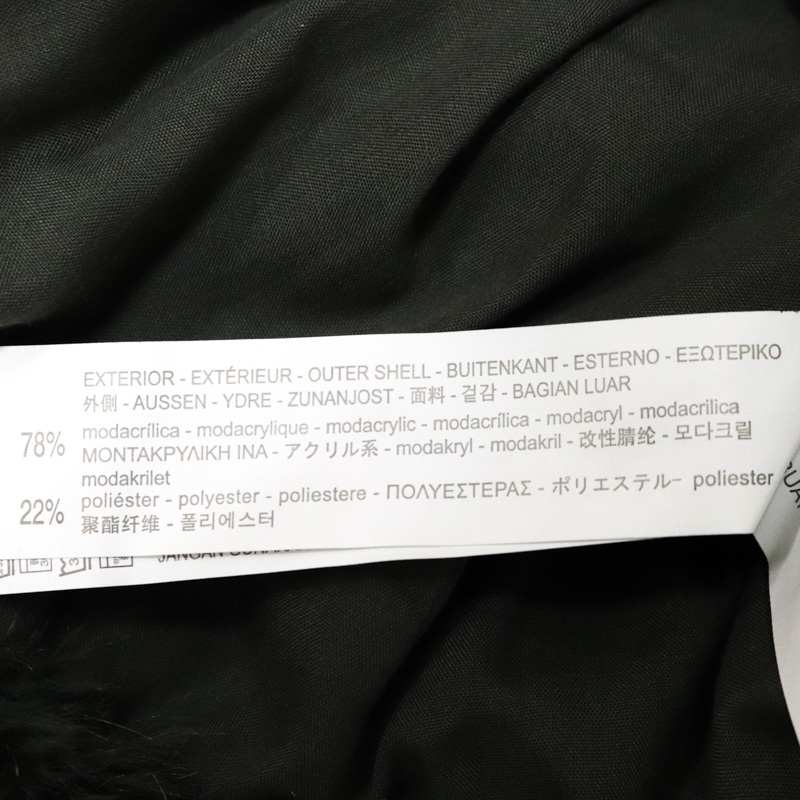 EXTERIOR - EXTÉRIEUR - OUTER SHELL - BUITENKANT - ESTERNO - ΕΞΩΤΕΡΙΚΟ
外側 - AUSSEN - YDRE - ZUNANJOST - 面料 - 겉감 - BAGIAN LUAR
78% modacrílica - modacrylique - modacrylic - modacrílica - modacryl - modacrilica
ΜΟΝΤΑΚΡΥΛΙΚΗ ΙΝΑ - アクリル系 - modakryl - modakril - 改性腈纶 - 모다크릴
modakrilet
22% poliéster - polyester - poliestere - ΠΟΛΥΕΣΤΕΡΑΣ - ポリエステル - poliester
聚酯纤维 - 폴리에스터
JANGAN